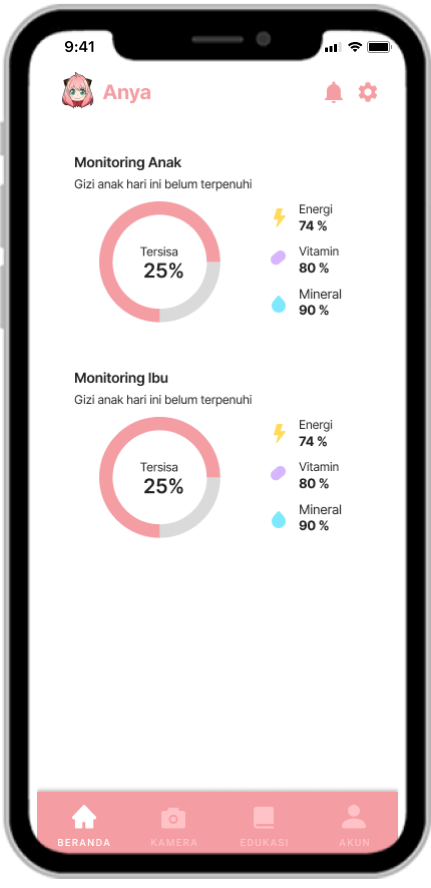 9:41
Anya
Monitoring Anak
Gizi anak hari ini belum terpenuhi
Tersisa
25%
Energi
74 %
Vitamin
80 %
Mineral
90 %
Monitoring Ibu
Gizi anak hari ini belum terpenuhi
Tersisa
25%
Energi
74 %
Vitamin
80 %
Mineral
90 %
BERANDA KAMERA EDUKASI AKUN